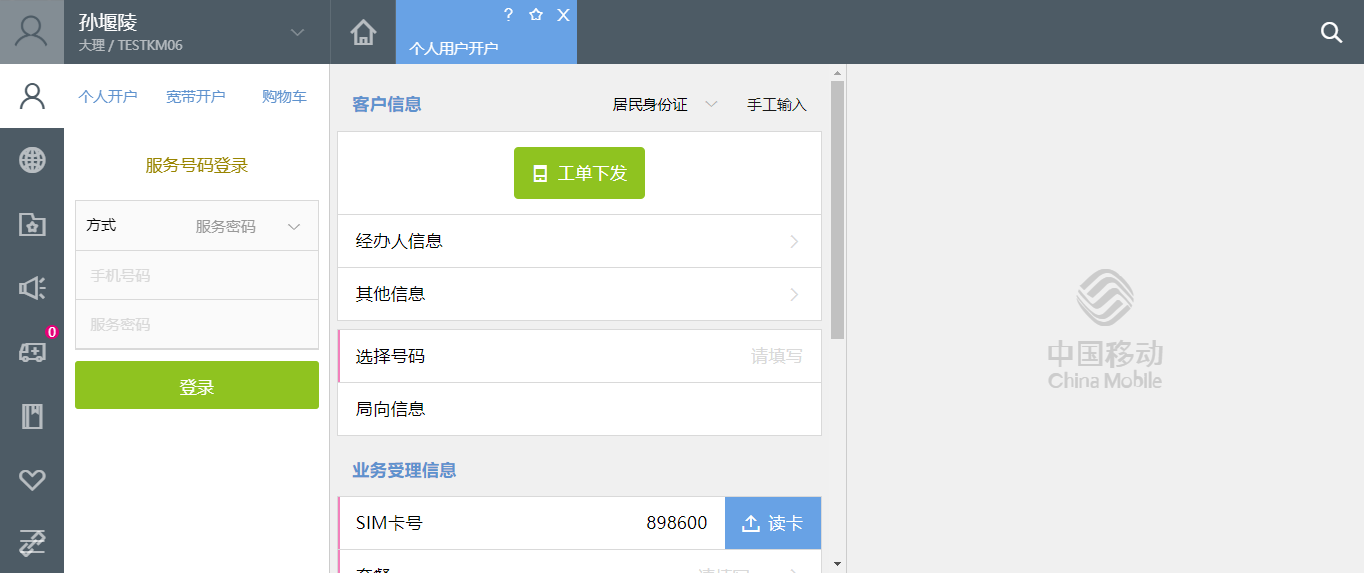 孙堰陵
大理 / TESTKM06
? X
个人用户开户
个人开户 宽带开户 购物车
服务号码登录
方式 服务密码
手机号码
服务密码
登录
0
客户信息 居民身份证 手工输入
工单下发
经办人信息
其他信息
选择号码 请填写
局向信息
业务受理信息
SIM卡号 898600 读卡
套餐 请填写
中国移动
China Mobile